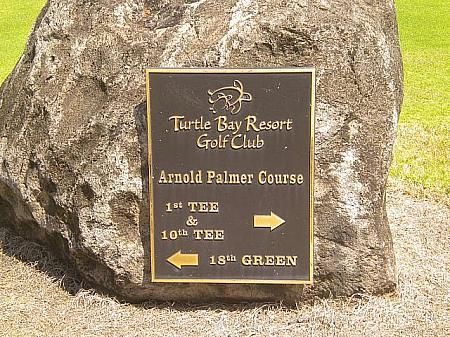 Turtle Bay Resort
Golf Club
Arnold Palmer Course
1st TEE
&
10th TEE
18th GREEN